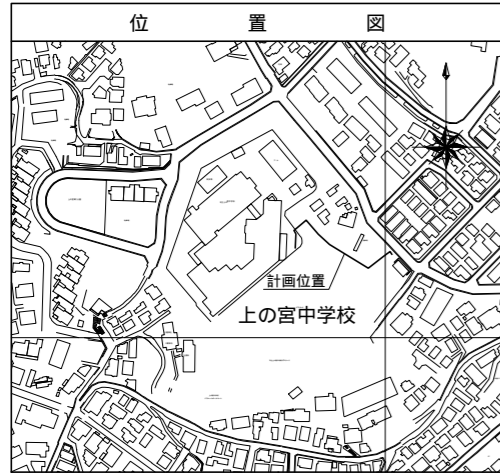 位置図
計画位置
上の宮中学校